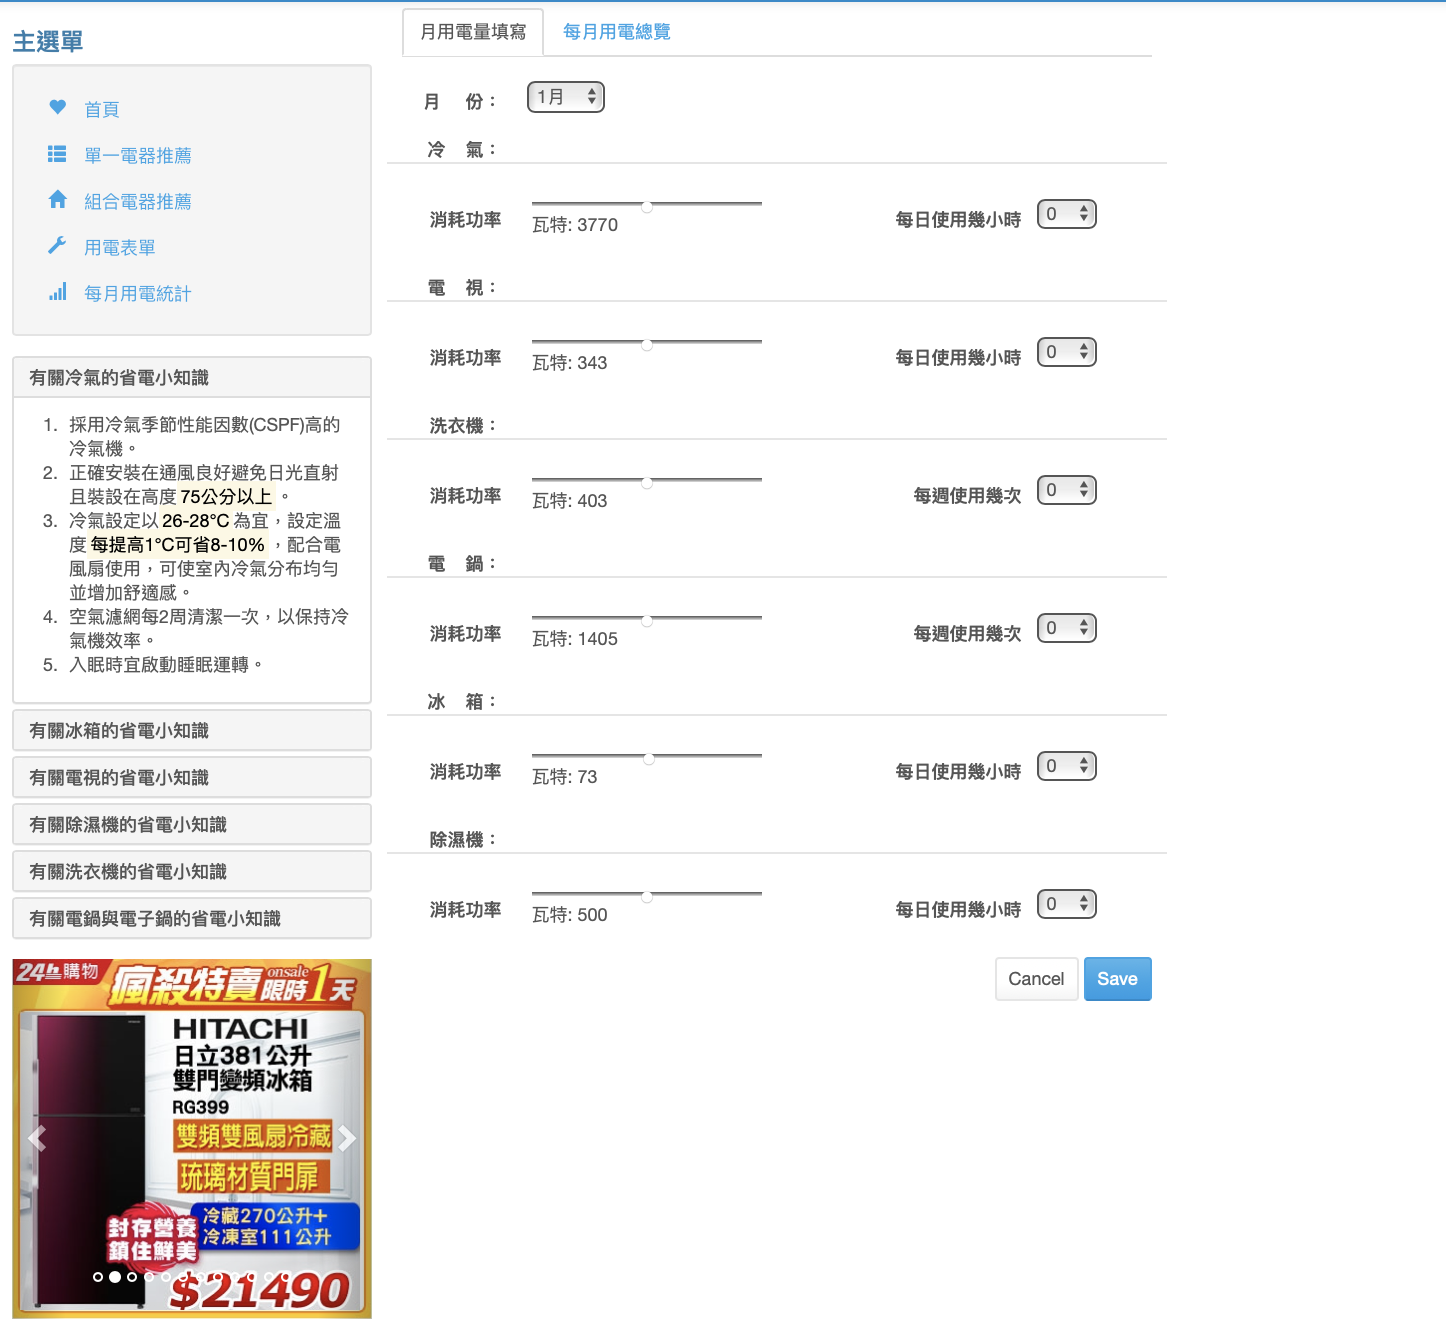 主選單
首頁
單一電器推薦
組合電器推薦
用電表單
每月用電統計
有關冷氣的省電小知識
1. 採用冷氣季節性能因數(CSPF)高的
冷氣機。
2. 正確安裝在通風良好避免日光直射
且裝設在高度 75公分以上 。
3. 冷氣設定以 26-28°C 為宜，設定溫
度 每提高1°C可省8-10% ，配合電
風扇使用，可使室內冷氣分布均勻
並增加舒適感。
4. 空氣濾網每2周清潔一次，以保持冷
氣機效率。
5. 入眠時宜啟動睡眠運轉。
有關冰箱的省電小知識
有關電視的省電小知識
有關除濕機的省電小知識
有關洗衣機的省電小知識
有關電鍋與電子鍋的省電小知識
24h購物
瘋殺特賣 onsale 限時1天
HITACHI
日立381公升
雙門變頻冰箱
RG399
雙頻雙風扇冷藏
琉璃材質門扉
冷藏270公升+
冷凍室111公升
封存營養
鎮住鮮美
$21490
月用電量填寫 每月用電總覽
月 份： 1月
冷 氣：
消耗功率 瓦特: 3770 每日使用幾小時 0
電 視：
消耗功率 瓦特: 343 每日使用幾小時 0
洗衣機：
消耗功率 瓦特: 403 每週使用幾次 0
電 鍋：
消耗功率 瓦特: 1405 每週使用幾次 0
冰 箱：
消耗功率 瓦特: 73 每日使用幾小時 0
除濕機：
消耗功率 瓦特: 500 每日使用幾小時 0
Cancel Save